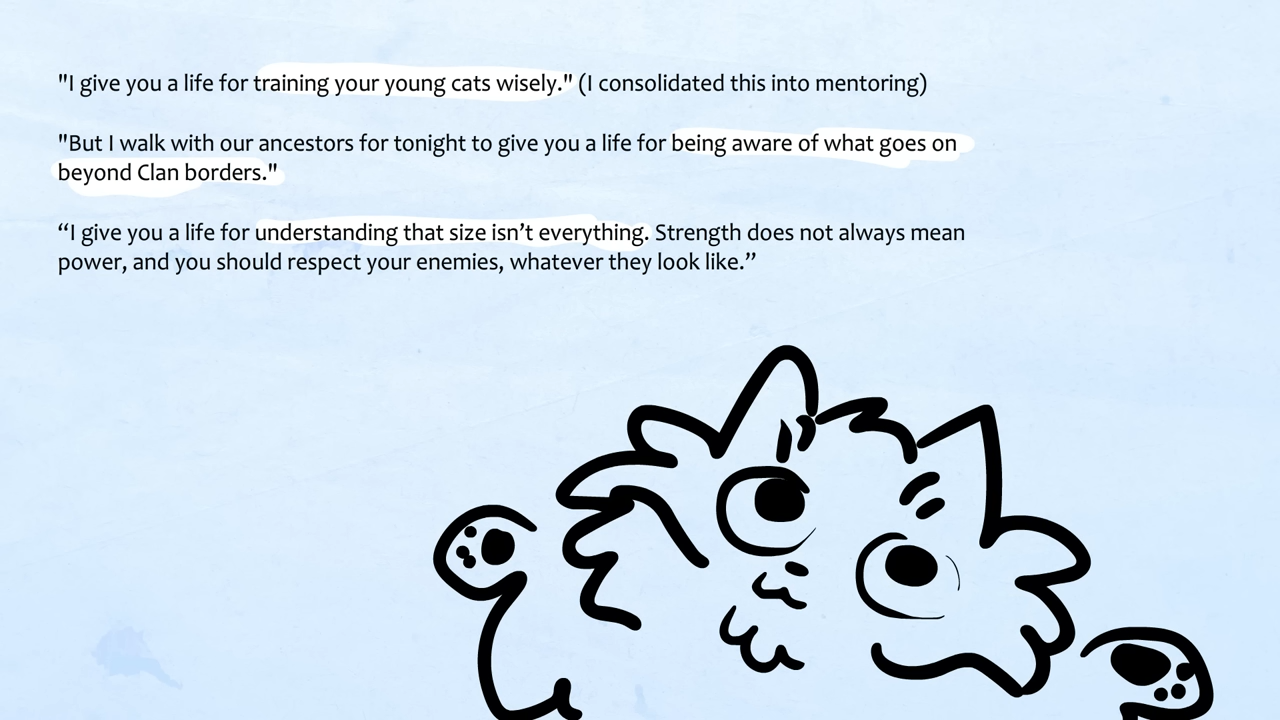 "I give you a life for training your young cats wisely." (I consolidated this into mentoring)
"But I walk with our ancestors for tonight to give you a life for being aware of what goes on
beyond Clan borders."
“I give you a life for understanding that size isn’t everything. Strength does not always mean
power, and you should respect your enemies, whatever they look like.”